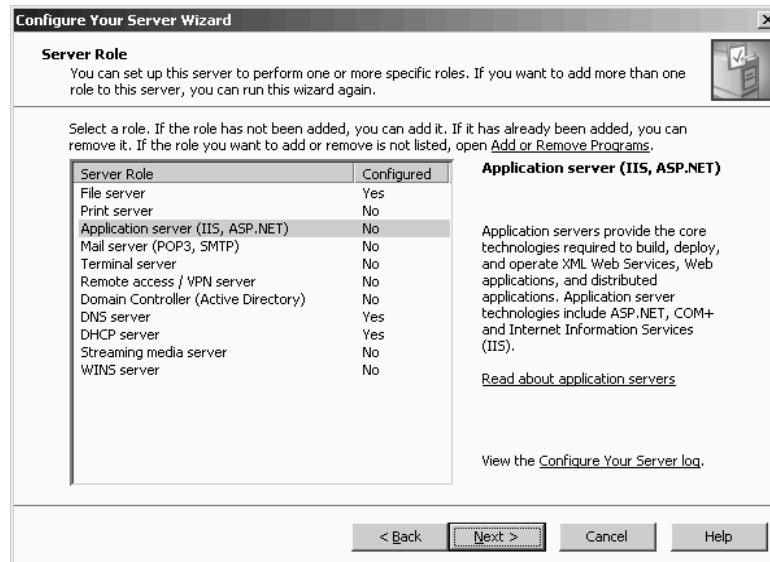 Configure Your Server Wizard
Server Role
You can set up this server to perform one or more specific roles. If you want to add more than one
role to this server, you can run this wizard again.
Select a role. If the role has not been added, you can add it. If it has already been added, you can
remove it. If the role you want to add or remove is not listed, open Add or Remove Programs.
Server Role Configured
File server Yes
Print server No
Application server (IIS, ASP.NET) No
Mail server (POP3, SMTP) No
Terminal server No
Remote access / VPN server No
Domain Controller (Active Directory) No
DNS server Yes
DHCP server Yes
Streaming media server No
WINS server No
Application server (IIS, ASP.NET)
Application servers provide the core
technologies required to build, deploy,
and operate XML Web Services, Web
applications, and distributed
applications. Application server
technologies include ASP.NET, COM+
and Internet Information Services
(IIS).
Read about application servers
View the Configure Your Server log.
< Back Next > Cancel Help